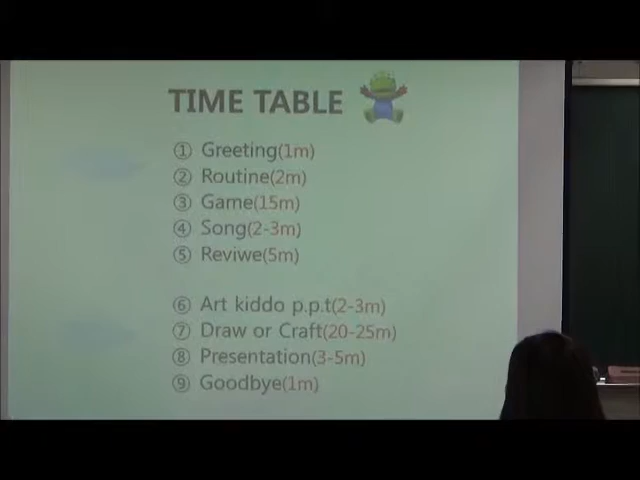 TIME TABLE
① Greeting(1m)
② Routine(2m)
③ Game(15m)
④ Song(2-3m)
⑤ Reviwe(5m)
⑥ Art kiddo p.p.t(2-3m)
⑦ Draw or Craft(20-25m)
⑧ Presentation(3-5m)
⑨ Goodbye(1m)